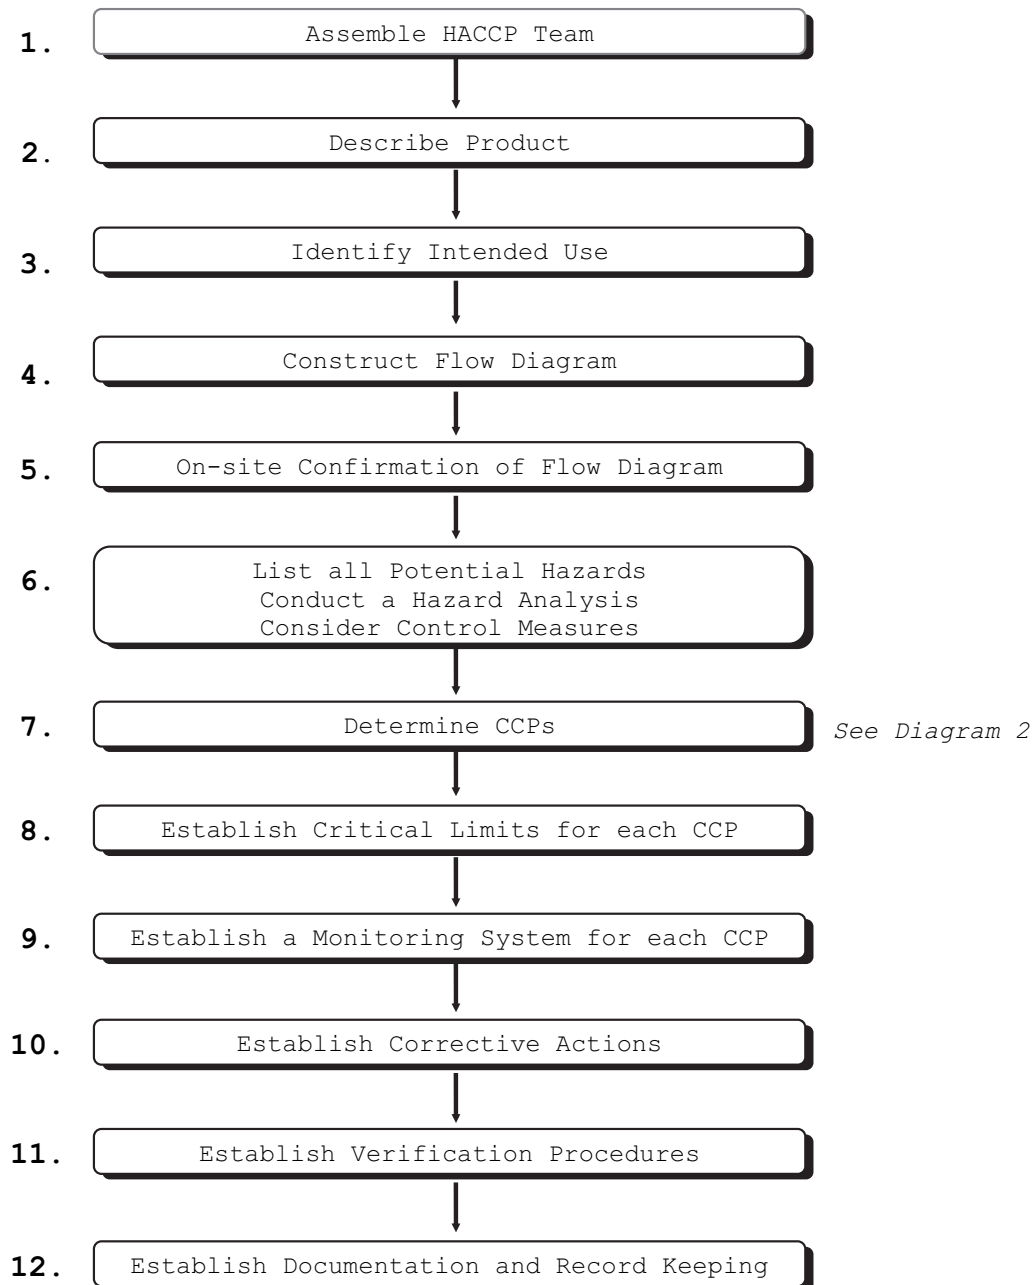 1. Assemble HACCP Team
2. Describe Product
3. Identify Intended Use
4. Construct Flow Diagram
5. On-site Confirmation of Flow Diagram
6. List all Potential Hazards
Conduct a Hazard Analysis
Consider Control Measures
7. Determine CCPs See Diagram 2
8. Establish Critical Limits for each CCP
9. Establish a Monitoring System for each CCP
10. Establish Corrective Actions
11. Establish Verification Procedures
12. Establish Documentation and Record Keeping